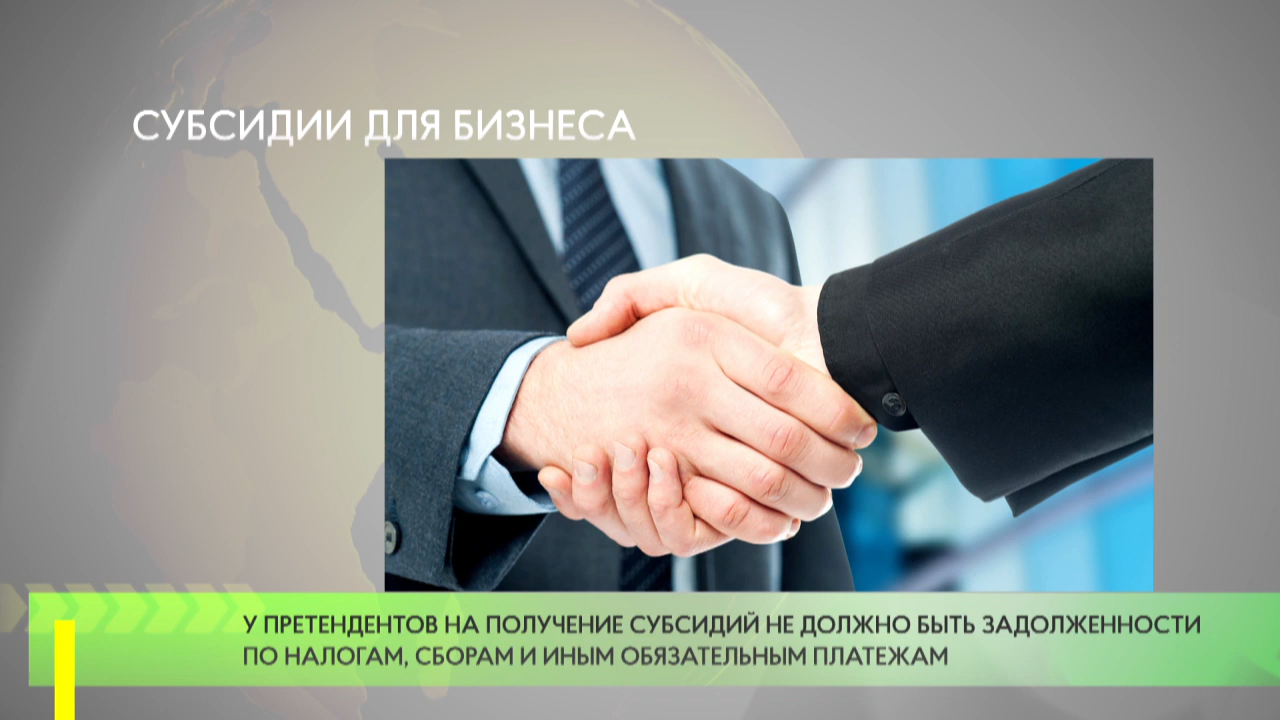 СУБСИДИИ ДЛЯ БИЗНЕСА
У ПРЕТЕНДЕНТОВ НА ПОЛУЧЕНИЕ СУБСИДИЙ НЕ ДОЛЖНО БЫТЬ ЗАДОЛЖЕННОСТИ
ПО НАЛОГАМ, СБОРАМ И ИНЫМ ОБЯЗАТЕЛЬНЫМ ПЛАТЕЖАМ